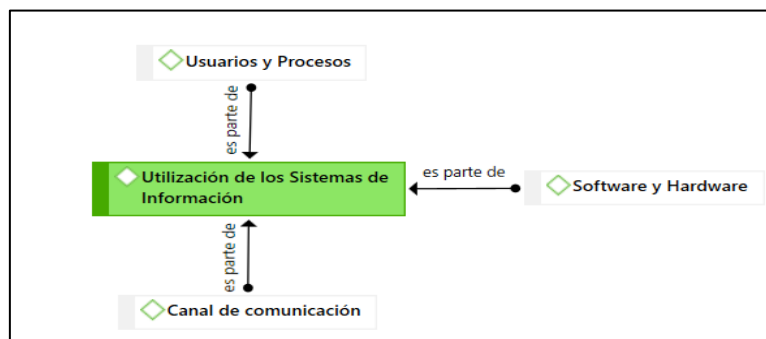 Usuarios y Procesos
es parte de
Utilización de los Sistemas de
Información
es parte de
Software y Hardware
es parte de
Canal de comunicación